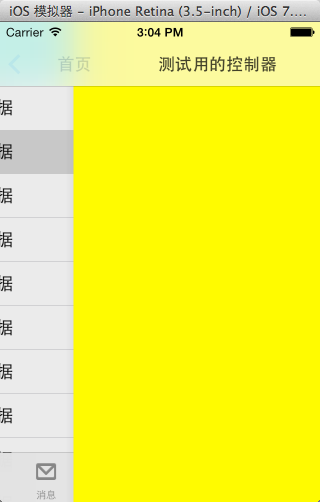 iOS 模拟器 - iPhone Retina (3.5-inch) / iOS 7....
Carrier 3:04 PM
首页 测试用的控制器
据
据
据
据
据
据
据
据
消息